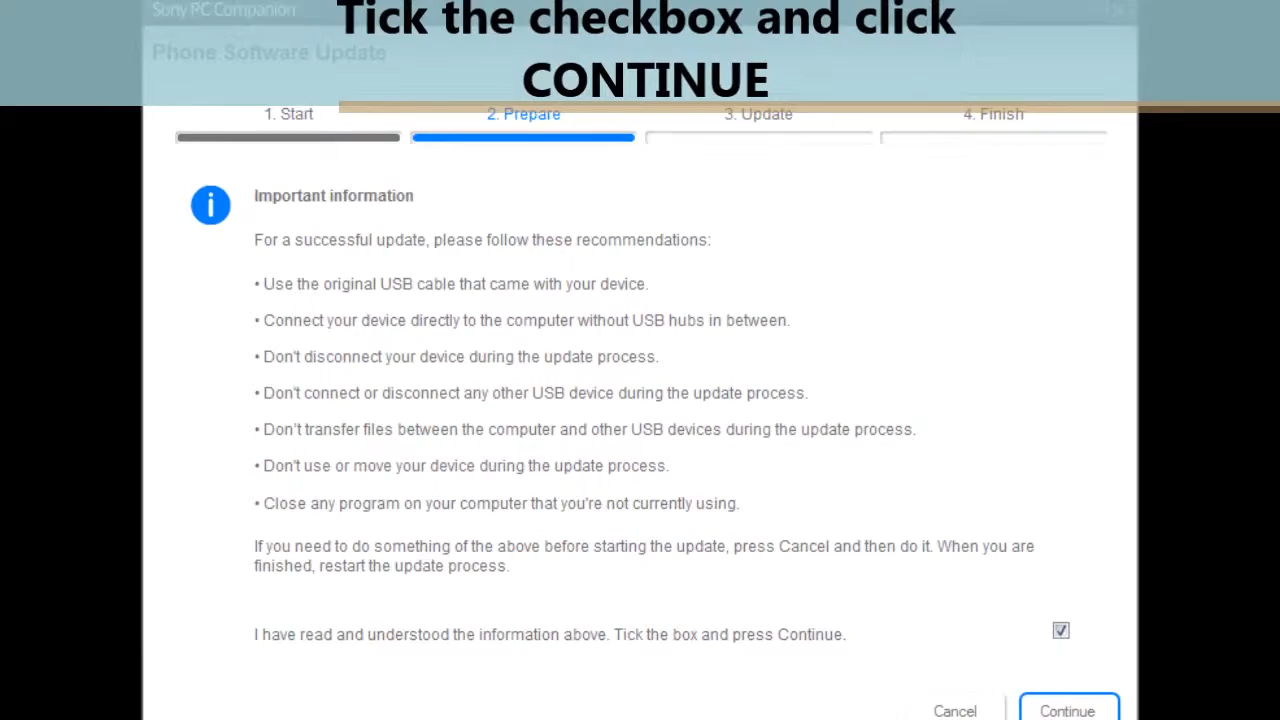 Sony PC Companion
Tick the checkbox and click
CONTINUE
Phone Software Update
1. Start
2. Prepare
3. Update
4. Finish
Important information
For a successful update, please follow these recommendations:
• Use the original USB cable that came with your device.
• Connect your device directly to the computer without USB hubs in between.
• Don't disconnect your device during the update process.
• Don't connect or disconnect any other USB device during the update process.
• Don't transfer files between the computer and other USB devices during the update process.
• Don't use or move your device during the update process.
• Close any program on your computer that you're not currently using.
If you need to do something of the above before starting the update, press Cancel and then do it. When you are
finished, restart the update process.
I have read and understood the information above. Tick the box and press Continue.
Cancel
Continue